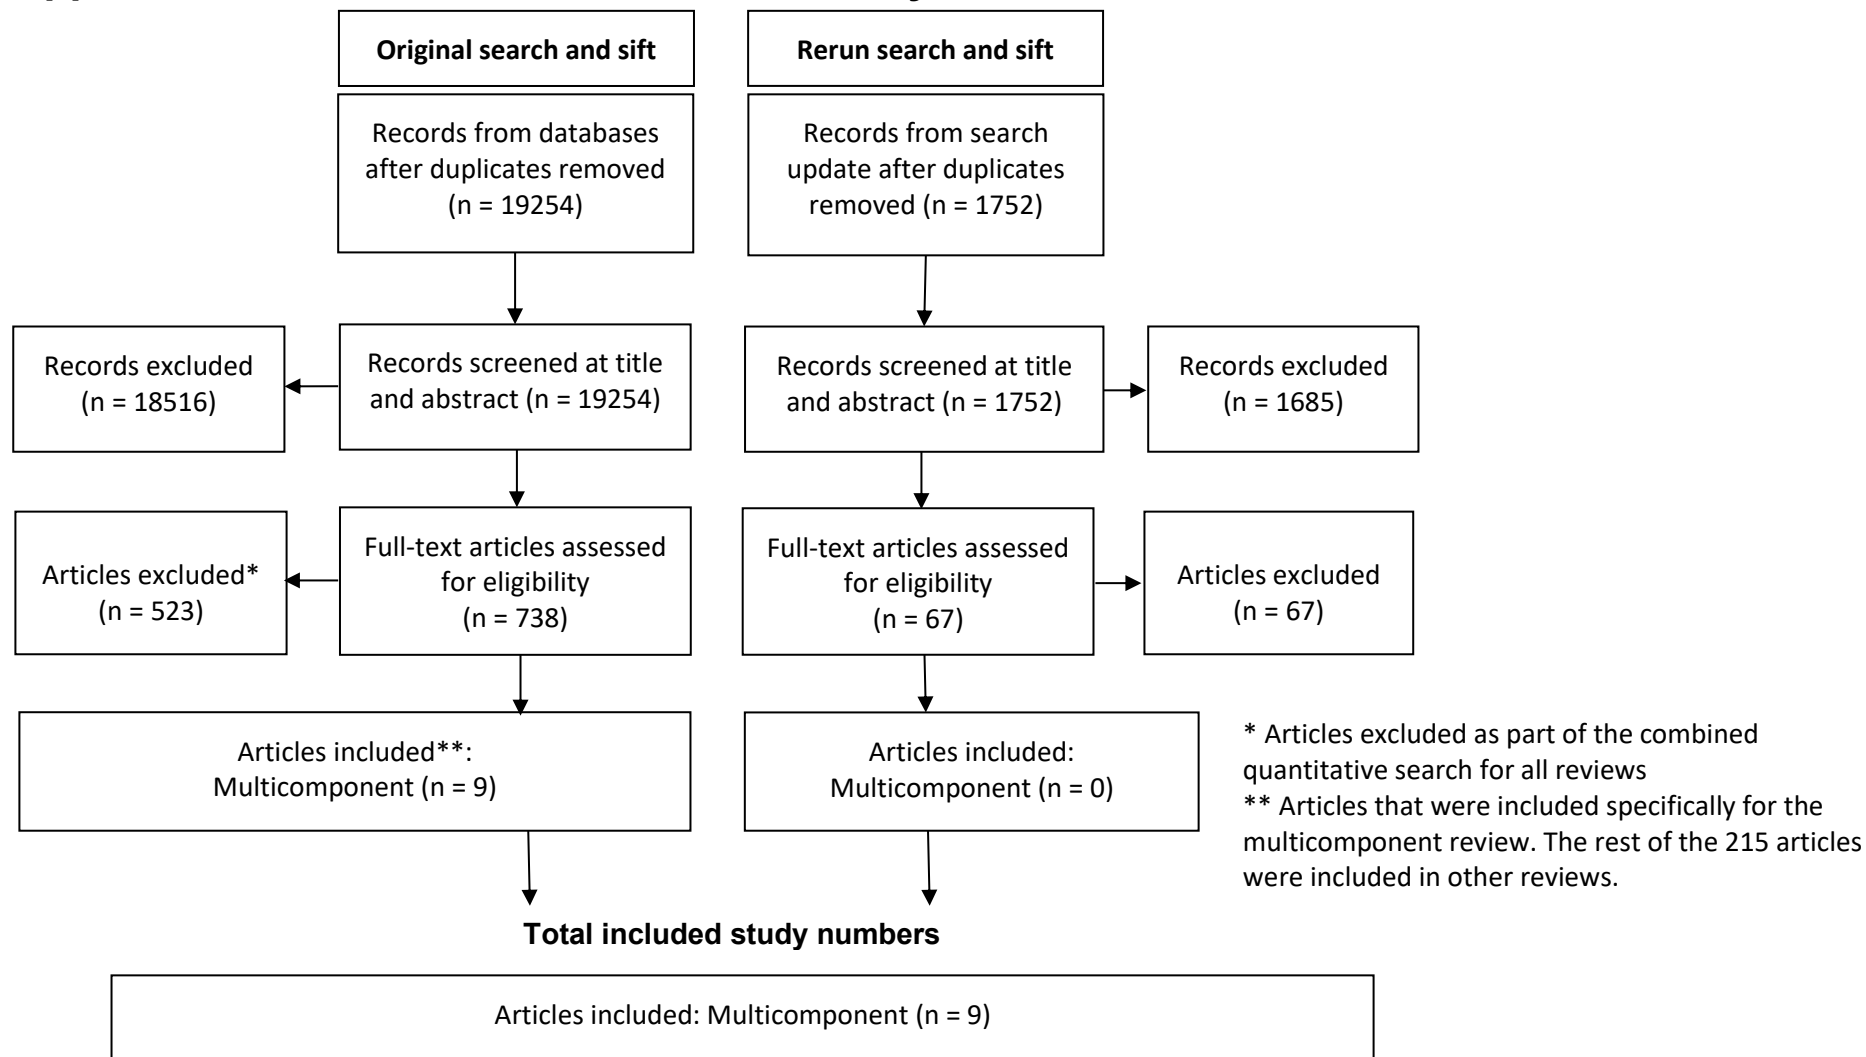 Original search and sift
Rerun search and sift
Records from databases
after duplicates removed
(n = 19254)
Records from search
update after duplicates
removed (n = 1752)
Records excluded
(n = 18516)
Records screened at title
and abstract (n = 19254)
Records screened at title
and abstract (n = 1752)
Records excluded
(n = 1685)
Articles excluded*
(n = 523)
Full-text articles assessed
for eligibility
(n = 738)
Full-text articles assessed
for eligibility
(n = 67)
Articles excluded
(n = 67)
Articles included**:
Multicomponent (n = 9)
Articles included:
Multicomponent (n = 0)
* Articles excluded as part of the combined
quantitative search for all reviews
** Articles that were included specifically for the
multicomponent review. The rest of the 215 articles
were included in other reviews.
Total included study numbers
Articles included: Multicomponent (n = 9)